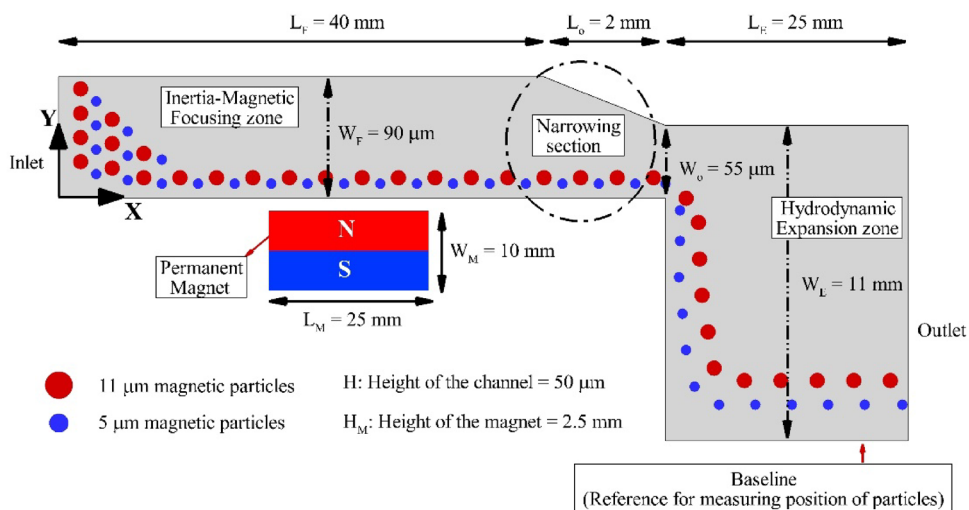 L_F = 40 mm
L_o = 2 mm
L_E = 25 mm
Y
Inlet
X
Inertia-Magnetic
Focusing zone
W_F = 90 μm
Narrowing
section
W_o = 55 μm
Hydrodynamic
Expansion zone
W_E = 11 mm
Outlet
N
S
Permanent
Magnet
W_M = 10 mm
L_M = 25 mm
11 μm magnetic particles
H: Height of the channel = 50 μm
5 μm magnetic particles
H_M: Height of the magnet = 2.5 mm
Baseline
(Reference for measuring position of particles)